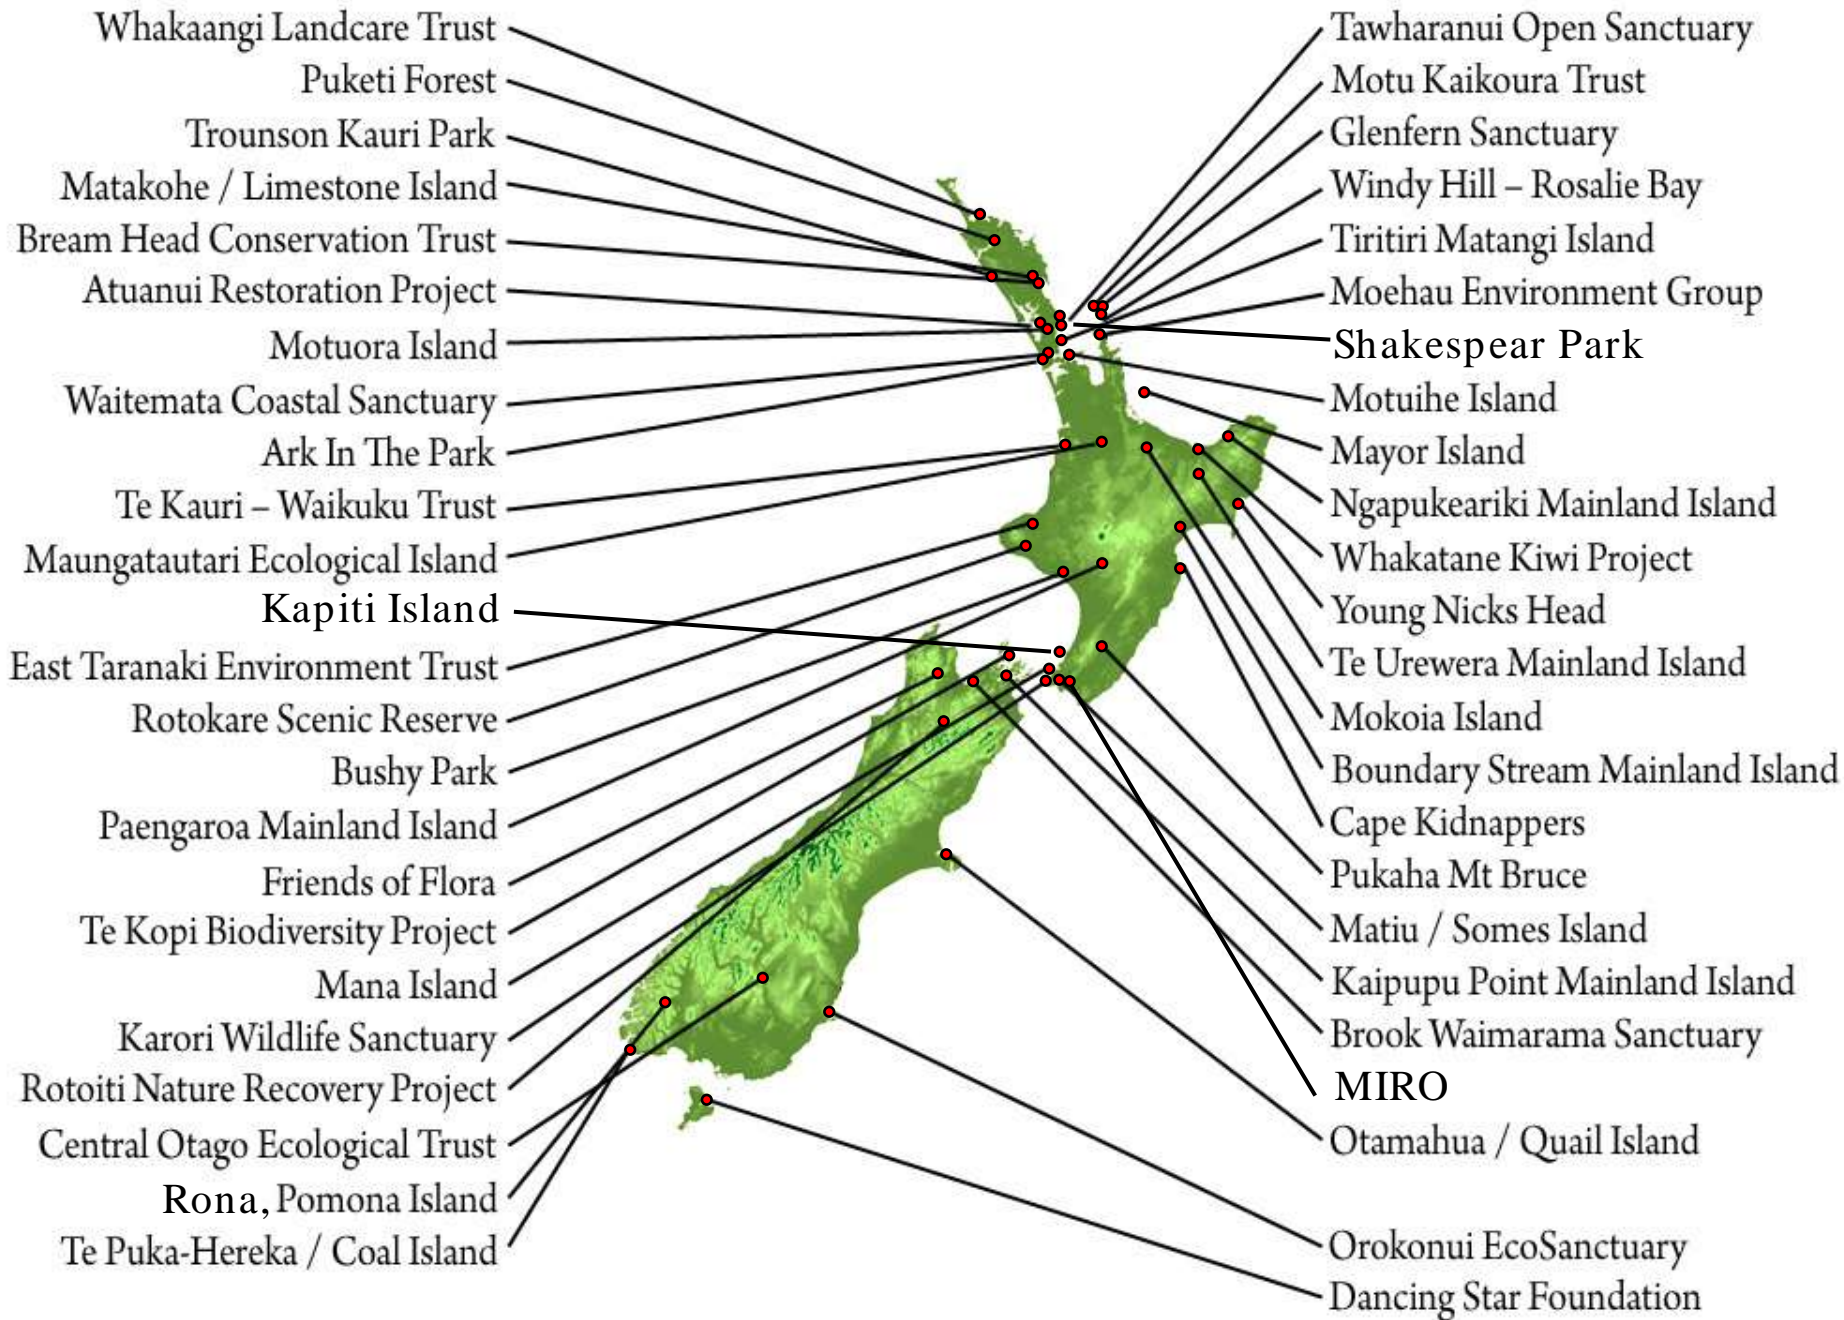 Whakaangi Landcare Trust
Puketi Forest
Trounson Kauri Park
Matakohe / Limestone Island
Bream Head Conservation Trust
Atuanui Restoration Project
Motuora Island
Waitemata Coastal Sanctuary
Ark In The Park
Te Kauri – Waikuku Trust
Maungatautari Ecological Island
Kapiti Island
East Taranaki Environment Trust
Rotokare Scenic Reserve
Bushy Park
Paengaroa Mainland Island
Friends of Flora
Te Kopi Biodiversity Project
Mana Island
Karori Wildlife Sanctuary
Rotoiti Nature Recovery Project
Central Otago Ecological Trust
Rona, Pomona Island
Te Puka-Hereka / Coal Island
Tawharanui Open Sanctuary
Motu Kaikoura Trust
Glenfern Sanctuary
Windy Hill – Rosalie Bay
Tiritiri Matangi Island
Moehau Environment Group
Shakespear Park
Motuihe Island
Mayor Island
Ngapukeariki Mainland Island
Whakatane Kiwi Project
Young Nicks Head
Te Urewera Mainland Island
Mokoia Island
Boundary Stream Mainland Island
Cape Kidnappers
Pukaha Mt Bruce
Matiu / Somes Island
Kaipupu Point Mainland Island
Brook Waimarama Sanctuary
MIRO
Otamahua / Quail Island
Orokonui EcoSanctuary
Dancing Star Foundation